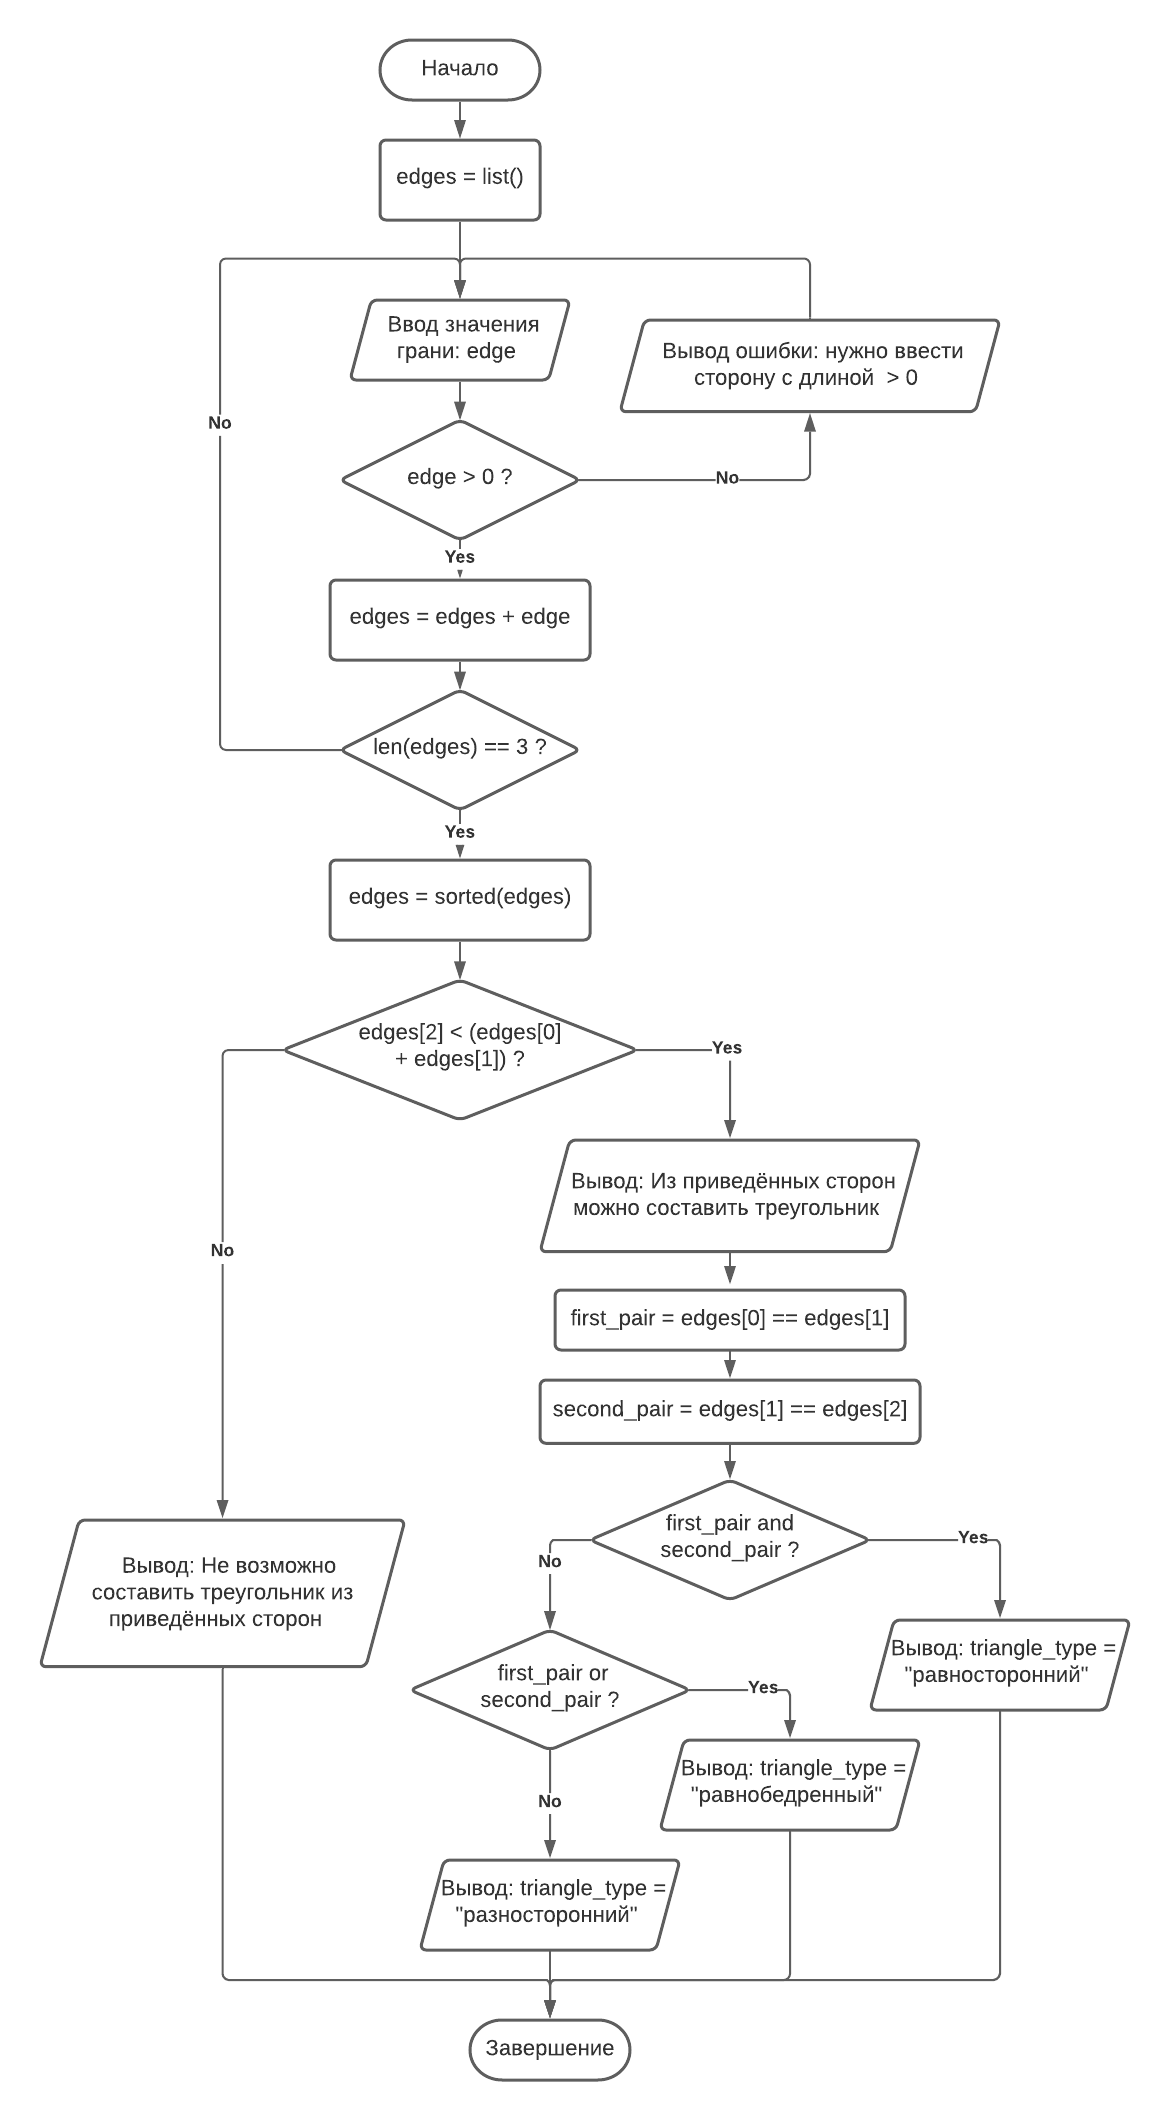 Начало
edges = list()
Ввод значения
грани: edge
Вывод ошибки: нужно ввести
сторону с длиной > 0
No
edge > 0 ?
No
Yes
edges = edges + edge
len(edges) == 3 ?
Yes
edges = sorted(edges)
edges[2] < (edges[0]
+ edges[1]) ?
Yes
Вывод: Из приведённых сторон
можно составить треугольник
No
first_pair = edges[0] == edges[1]
second_pair = edges[1] == edges[2]
first_pair and
second_pair ?
Yes
No
Вывод: Не возможно
составить треугольник из
приведённых сторон
Вывод: triangle_type =
"равносторонний"
first_pair or
second_pair ?
Yes
Вывод: triangle_type =
"равнобедренный"
No
Вывод: triangle_type =
"разносторонний"
Завершение